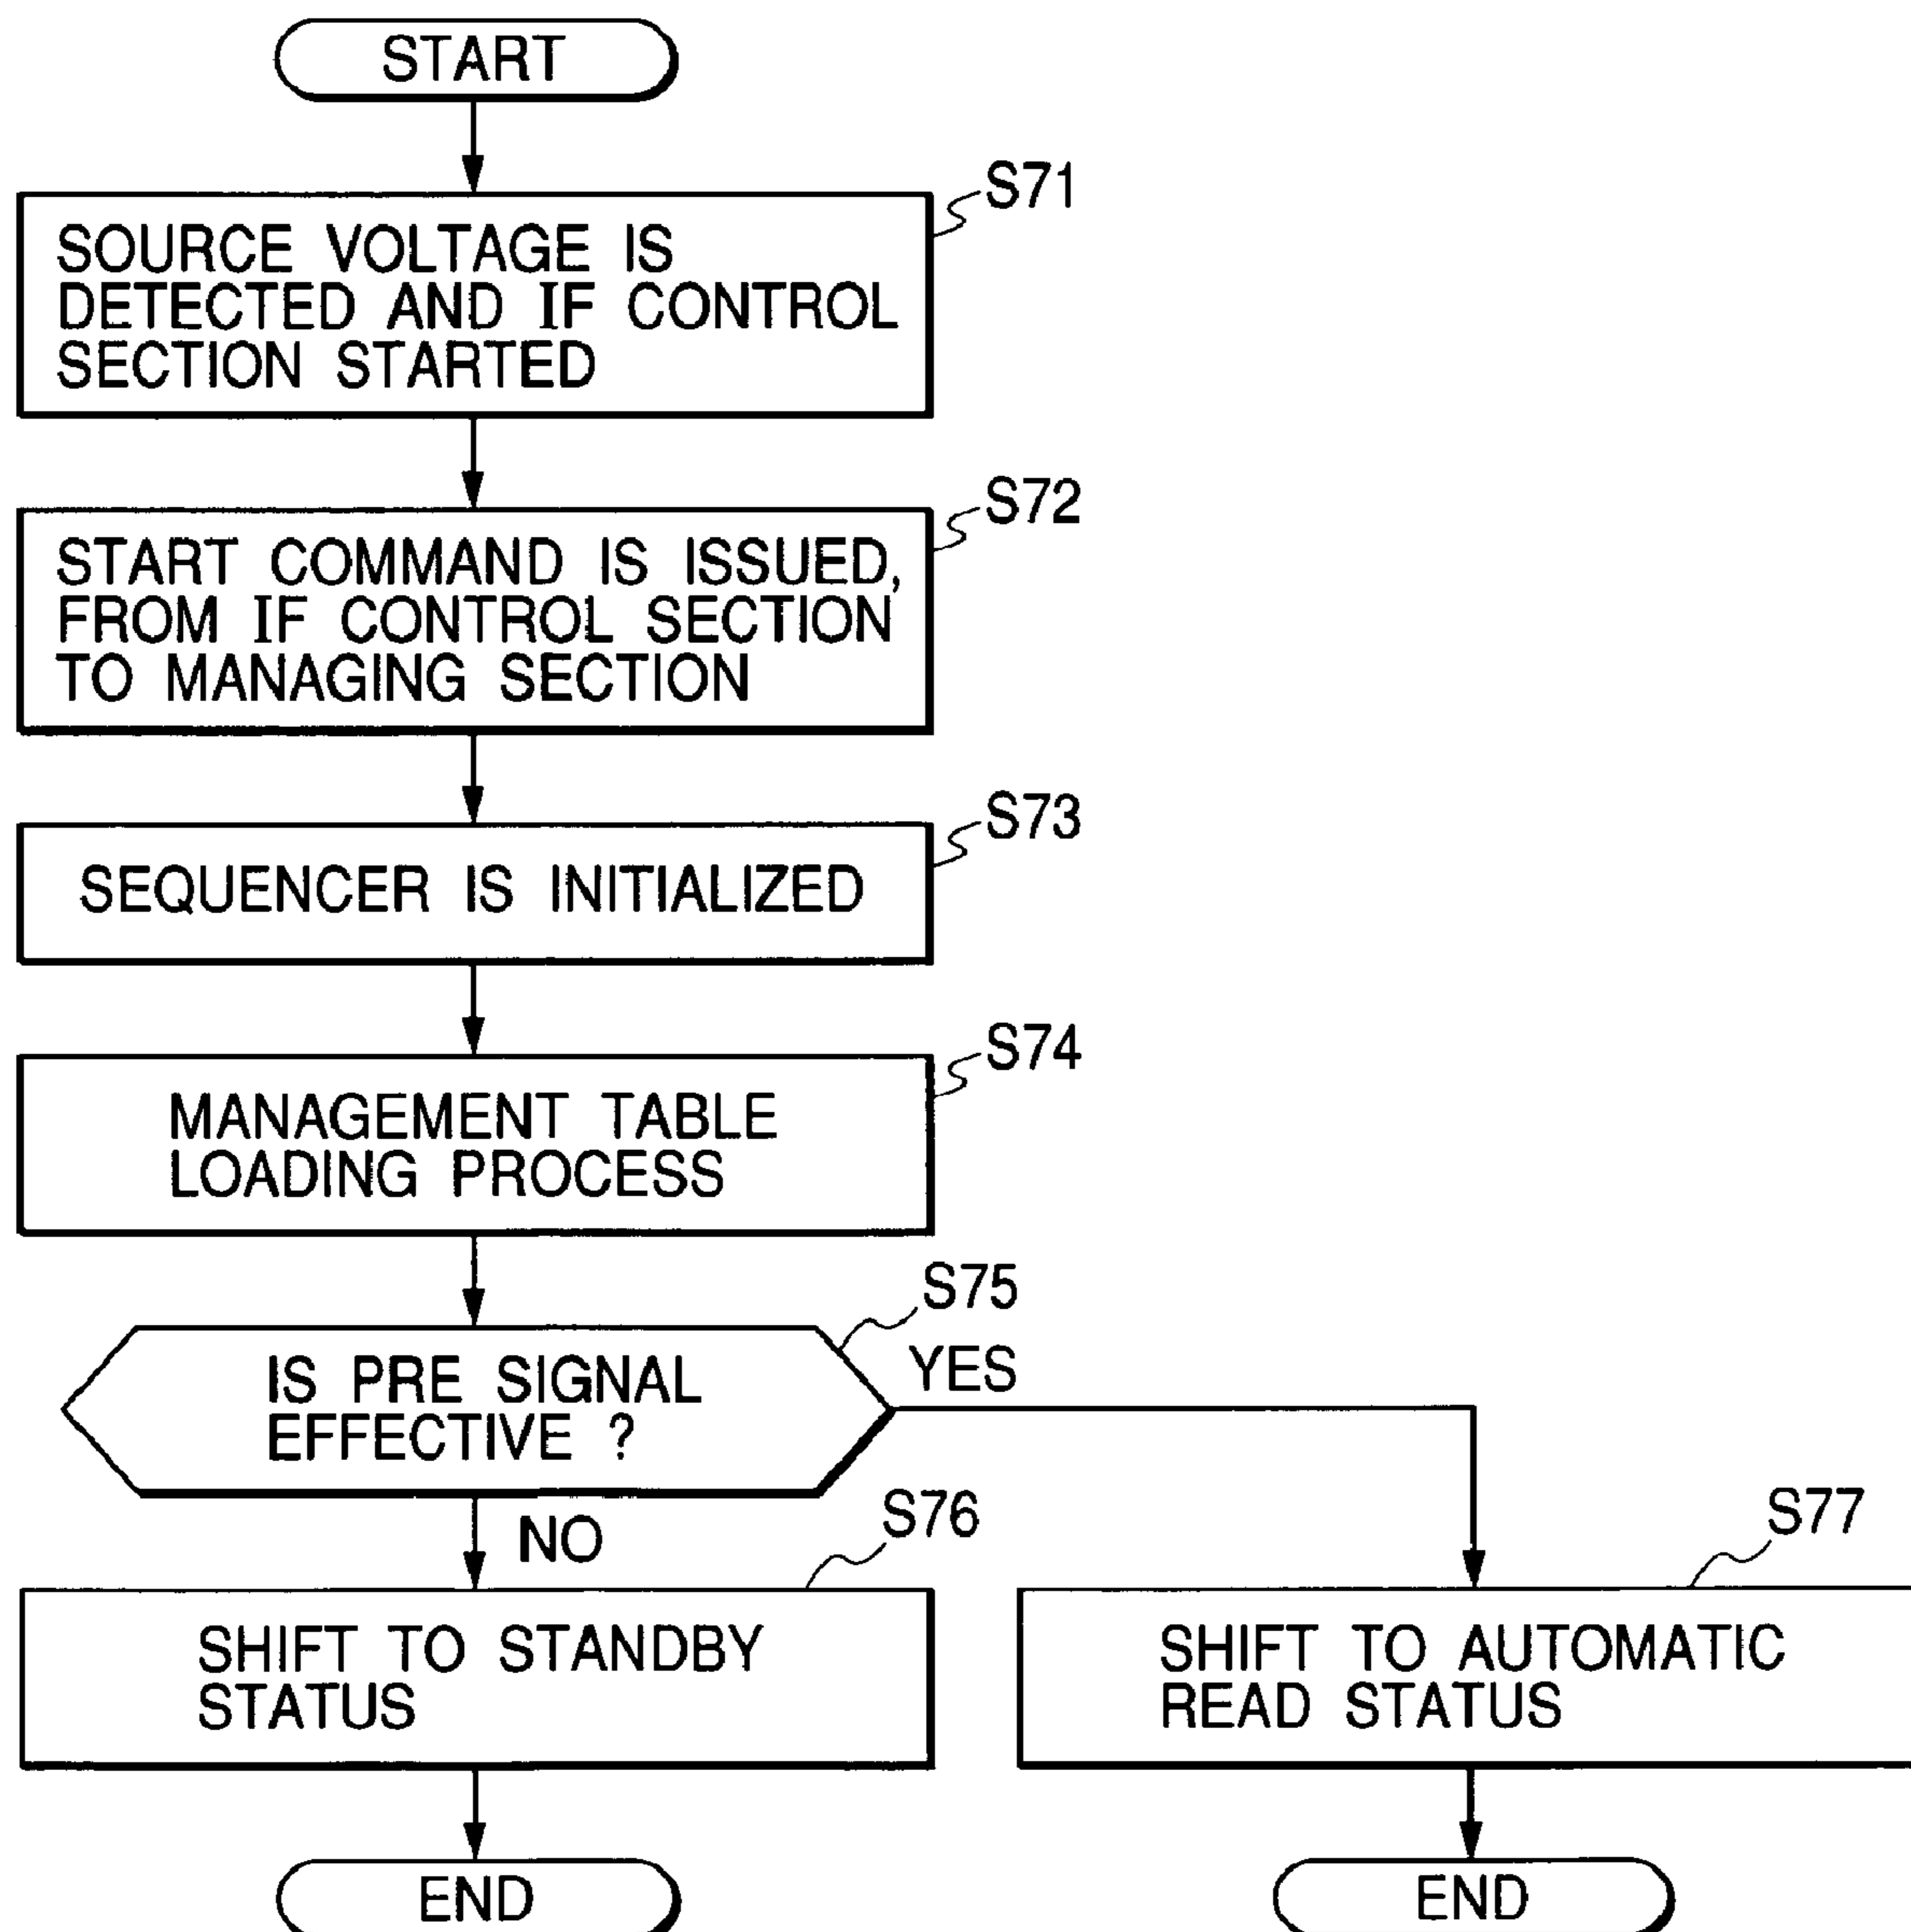 START
S71
SOURCE VOLTAGE IS
DETECTED AND IF CONTROL
SECTION STARTED
S72
START COMMAND IS ISSUED,
FROM IF CONTROL SECTION
TO MANAGING SECTION
S73
SEQUENCER IS INITIALIZED
S74
MANAGEMENT TABLE
LOADING PROCESS
S75
IS PRE SIGNAL
EFFECTIVE ?
YES
NO
S76
SHIFT TO STANDBY
STATUS
S77
SHIFT TO AUTOMATIC
READ STATUS
END
END